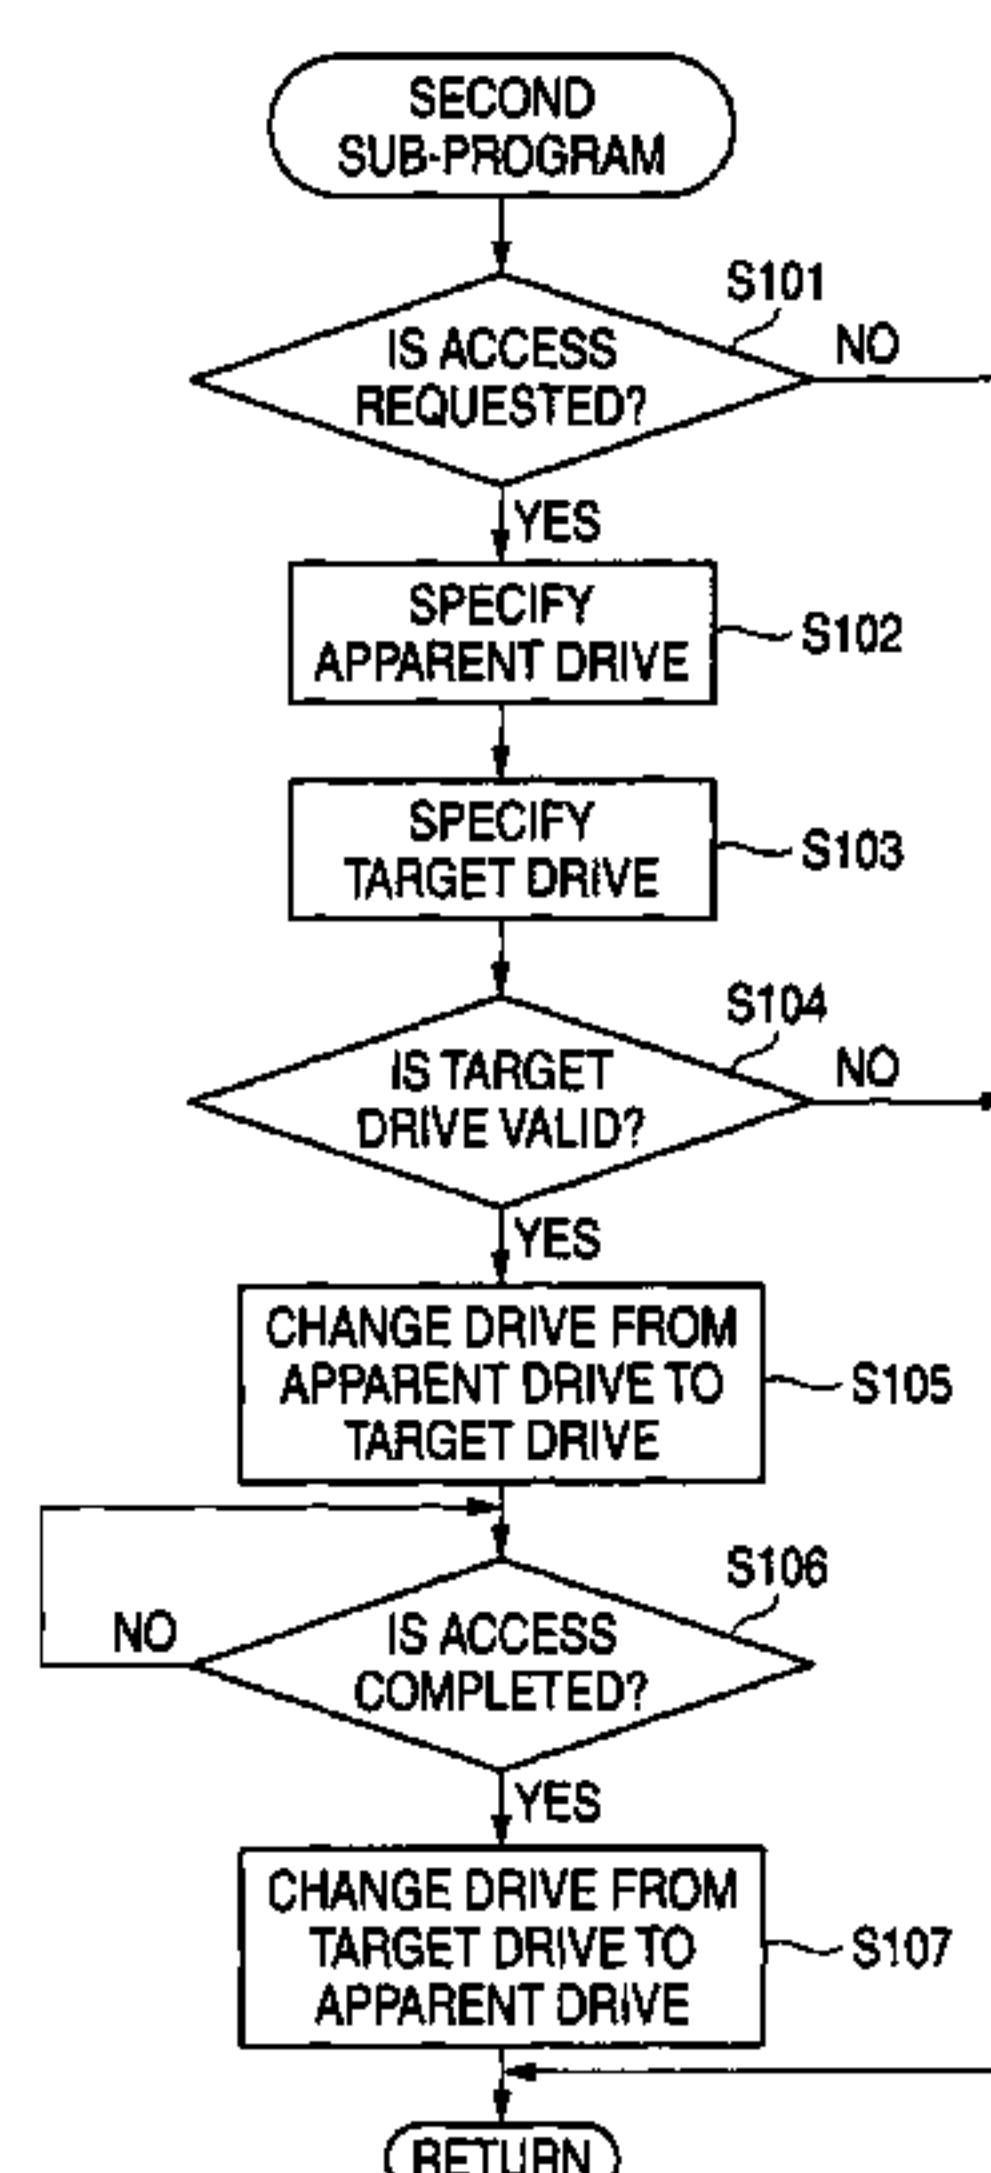 SECOND
SUB-PROGRAM
S101
IS ACCESS
REQUESTED?
NO
YES
SPECIFY
APPARENT DRIVE
S102
SPECIFY
TARGET DRIVE
S103
S104
IS TARGET
DRIVE VALID?
NO
YES
CHANGE DRIVE FROM
APPARENT DRIVE TO
TARGET DRIVE
S105
S106
IS ACCESS
COMPLETED?
NO
YES
CHANGE DRIVE FROM
TARGET DRIVE TO
APPARENT DRIVE
S107
RETURN